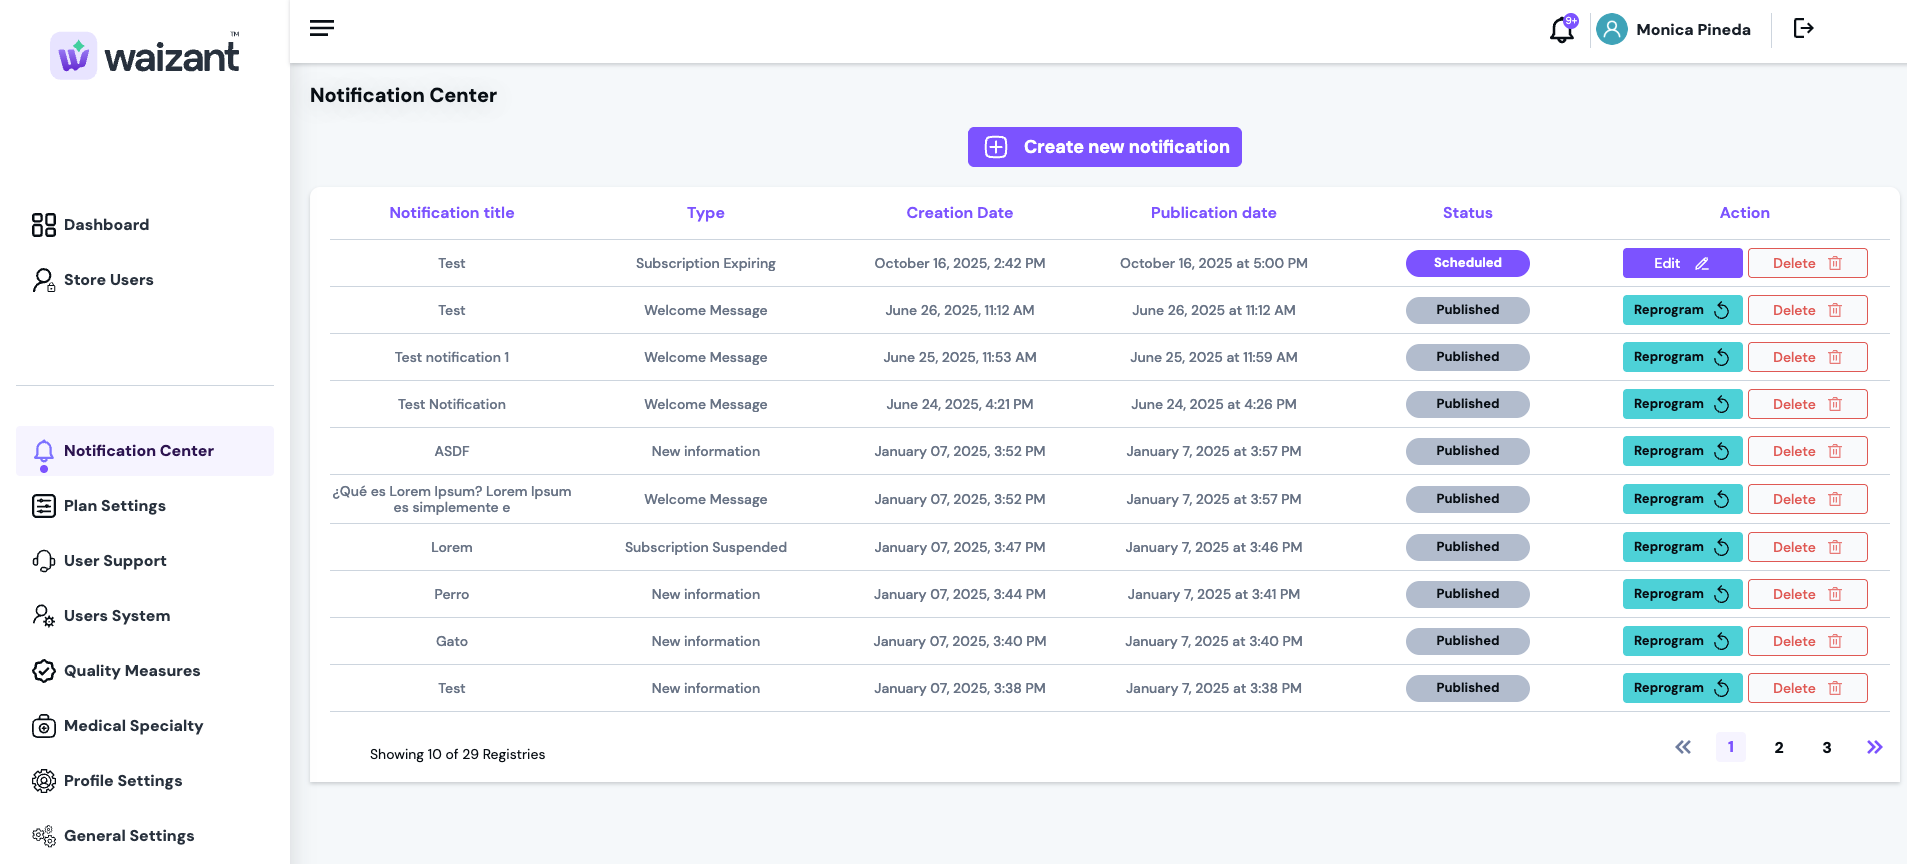 waizant™
9+
Monica Pineda
Notification Center
Create new notification
Dashboard
Store Users
Notification Center
Plan Settings
User Support
Users System
Quality Measures
Medical Specialty
Profile Settings
General Settings
Notification title Type Creation Date Publication date Status Action
Test Subscription Expiring October 16, 2025, 2:42 PM October 16, 2025 at 5:00 PM Scheduled Edit Delete
Test Welcome Message June 26, 2025, 11:12 AM June 26, 2025 at 11:12 AM Published Reprogram Delete
Test notification 1 Welcome Message June 25, 2025, 11:53 AM June 25, 2025 at 11:59 AM Published Reprogram Delete
Test Notification Welcome Message June 24, 2025, 4:21 PM June 24, 2025 at 4:26 PM Published Reprogram Delete
ASDF New information January 07, 2025, 3:52 PM January 7, 2025 at 3:57 PM Published Reprogram Delete
¿Qué es Lorem Ipsum? Lorem Ipsum
es simplemente e Welcome Message January 07, 2025, 3:52 PM January 7, 2025 at 3:57 PM Published Reprogram Delete
Lorem Subscription Suspended January 07, 2025, 3:47 PM January 7, 2025 at 3:46 PM Published Reprogram Delete
Perro New information January 07, 2025, 3:44 PM January 7, 2025 at 3:41 PM Published Reprogram Delete
Gato New information January 07, 2025, 3:40 PM January 7, 2025 at 3:40 PM Published Reprogram Delete
Test New information January 07, 2025, 3:38 PM January 7, 2025 at 3:38 PM Published Reprogram Delete
Showing 10 of 29 Registries
1 2 3